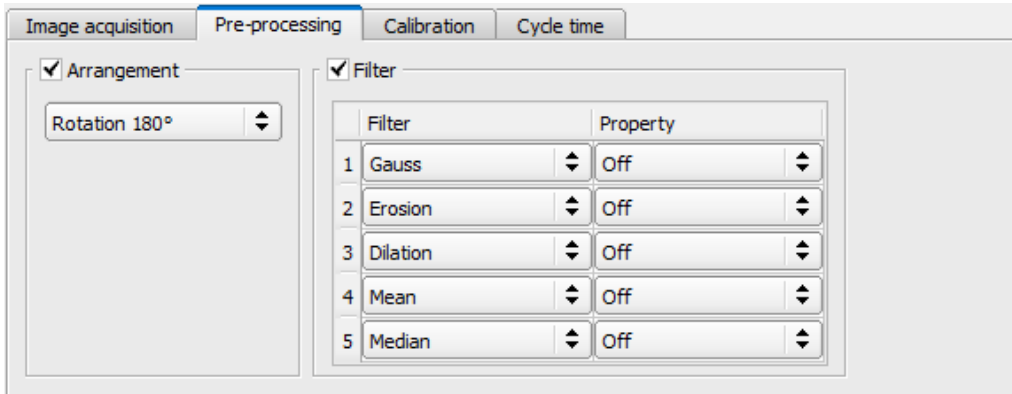 Image acquisition Pre-processing Calibration Cycle time
Arrangement Filter
Rotation 180°
Filter Property
1 Gauss Off
2 Erosion Off
3 Dilation Off
4 Mean Off
5 Median Off